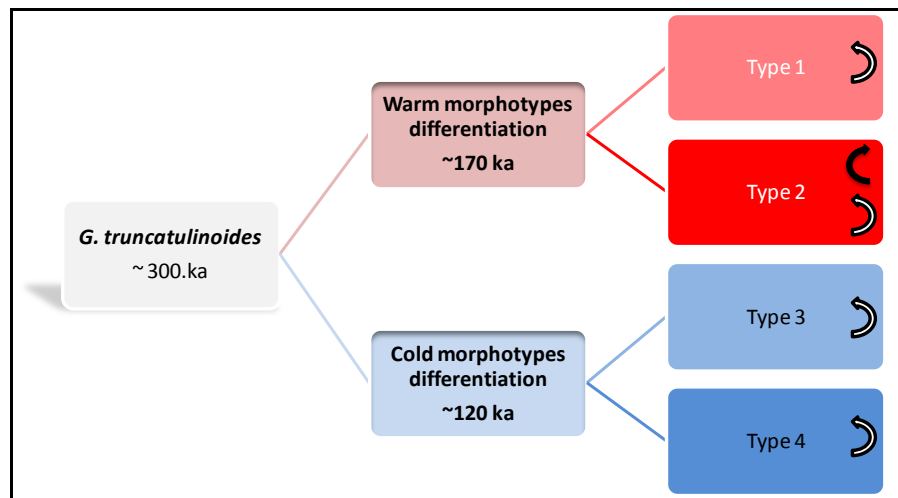 G. truncatulinoides
~ 300.ka
Warm morphotypes
differentiation
~170 ka
Cold morphotypes
differentiation
~120 ka
Type 1
Type 2
Type 3
Type 4